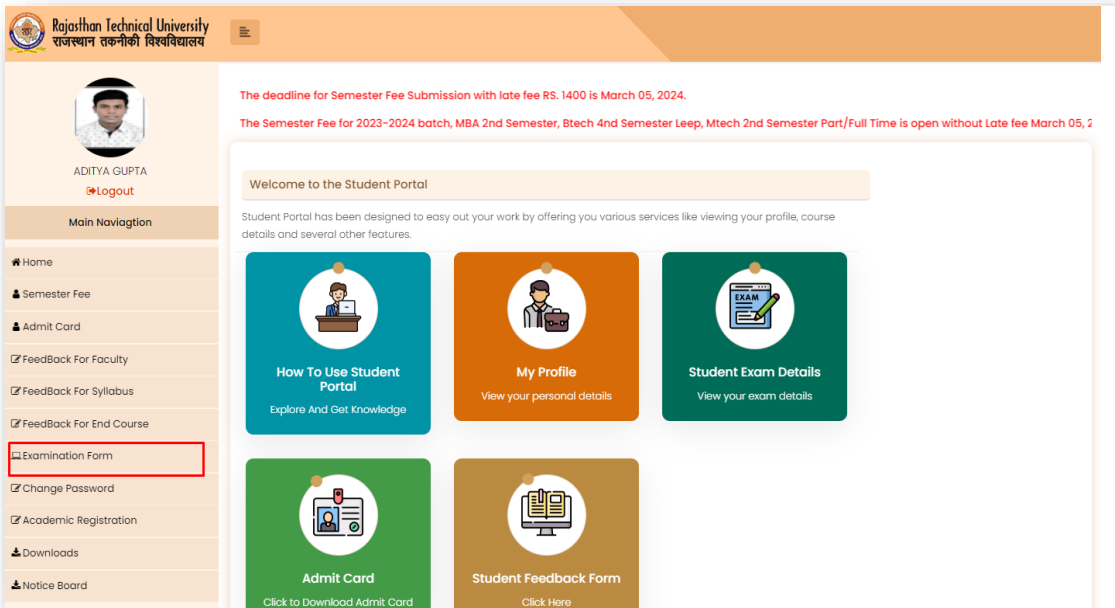 Rajasthan Technical University
राजस्थान तकनीकी विश्वविद्यालय
ADITYA GUPTA
Logout
Main Naviagtion
Home
Semester Fee
Admit Card
FeedBack For Faculty
FeedBack For Syllabus
FeedBack For End Course
Examination Form
Change Password
Academic Registration
Downloads
Notice Board
The deadline for Semester Fee Submission with late fee RS. 1400 is March 05, 2024.
The Semester Fee for 2023-2024 batch, MBA 2nd Semester, Btech 4nd Semester Leep, Mtech 2nd Semester Part/Full Time is open without Late fee March 05, 2
Welcome to the Student Portal
Student Portal has been designed to easy out your work by offering you various services like viewing your profile, course
details and several other features.
How To Use Student
Portal
Explore And Get Knowledge
My Profile
View your personal details
EXAM
Student Exam Details
View your exam details
Admit Card
Click to Download Admit Card
Student Feedback Form
Click Here